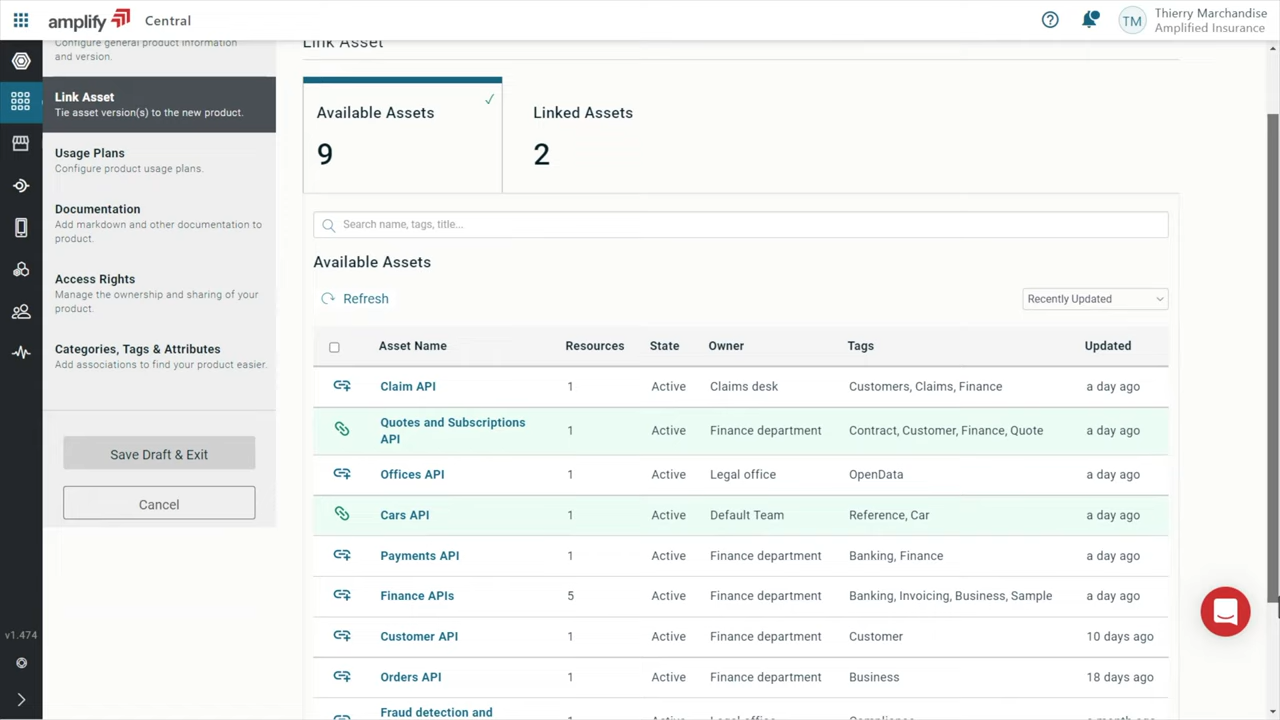 amplify Central
Thierry Marchandise
TM
Amplified Insurance
Configure general product information
and version.
Link Asset
Tie asset version(s) to the new product.
Usage Plans
Configure product usage plans.
Documentation
Add markdown and other documentation to
product.
Access Rights
Manage the ownership and sharing of your
product.
Categories, Tags & Attributes
Add associations to find your product easier.
Save Draft & Exit
Cancel
v1.474
Link Asset
Available Assets
9
Linked Assets
2
Search name, tags, title...
Available Assets
Refresh
Recently Updated
Asset Name Resources State Owner Tags Updated
Claim API 1 Active Claims desk Customers, Claims, Finance a day ago
Quotes and Subscriptions
API 1 Active Finance department Contract, Customer, Finance, Quote a day ago
Offices API 1 Active Legal office OpenData a day ago
Cars API 1 Active Default Team Reference, Car a day ago
Payments API 1 Active Finance department Banking, Finance a day ago
Finance APIs 5 Active Finance department Banking, Invoicing, Business, Sample a day ago
Customer API 1 Active Finance department Customer 10 days ago
Orders API 1 Active Finance department Business 18 days ago
Fraud detection and